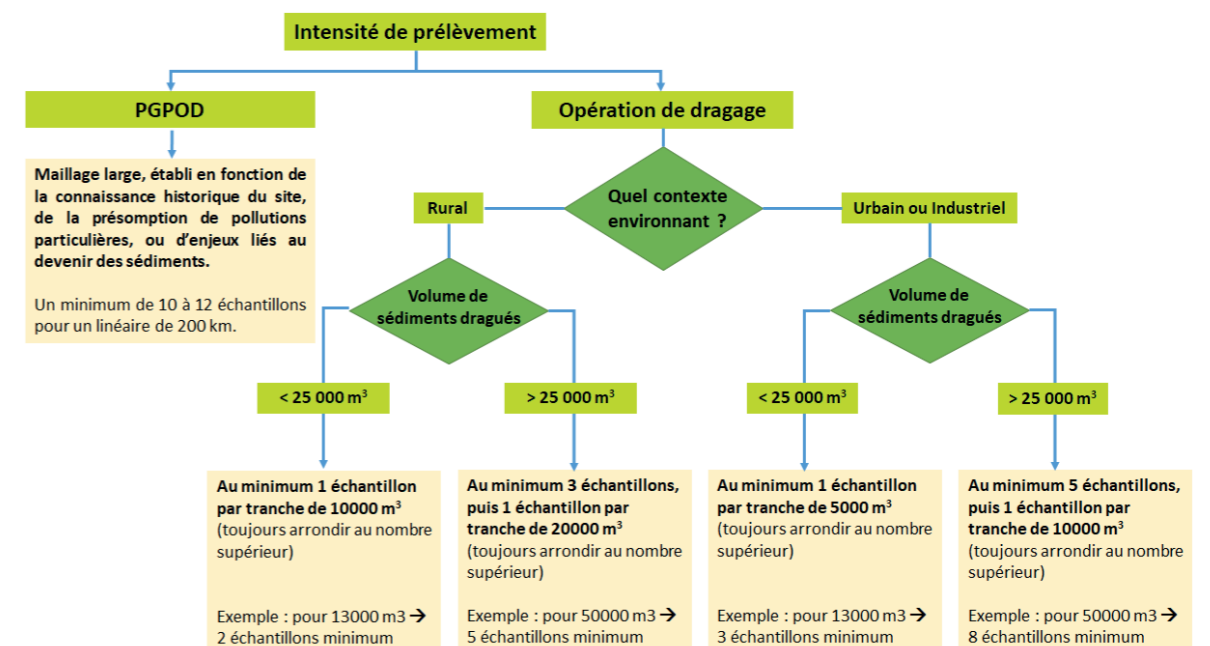 Intensité de prélèvement
PGPOD
Opération de dragage
Maillage large, établi en fonction de
la connaissance historique du site,
de la présomption de pollutions
particulières, ou d'enjeux liés au
devenir des sédiments.
Un minimum de 10 à 12 échantillons
pour un linéaire de 200 km.
Quel contexte
environnant ?
Rural
Urbain ou Industriel
Volume de
sédiments dragués
Volume de
sédiments dragués
< 25 000 m³
> 25 000 m³
< 25 000 m³
> 25 000 m³
Au minimum 1 échantillon
par tranche de 10000 m³
(toujours arrondir au nombre
supérieur)
Exemple : pour 13000 m3 →
2 échantillons minimum
Au minimum 3 échantillons,
puis 1 échantillon par
tranche de 20000 m³
(toujours arrondir au nombre
supérieur)
Exemple : pour 50000 m3 →
5 échantillons minimum
Au minimum 1 échantillon
par tranche de 5000 m³
(toujours arrondir au nombre
supérieur)
Exemple : pour 13000 m3 →
3 échantillons minimum
Au minimum 5 échantillons,
puis 1 échantillon par
tranche de 10000 m³
(toujours arrondir au nombre
supérieur)
Exemple : pour 50000 m3 →
8 échantillons minimum